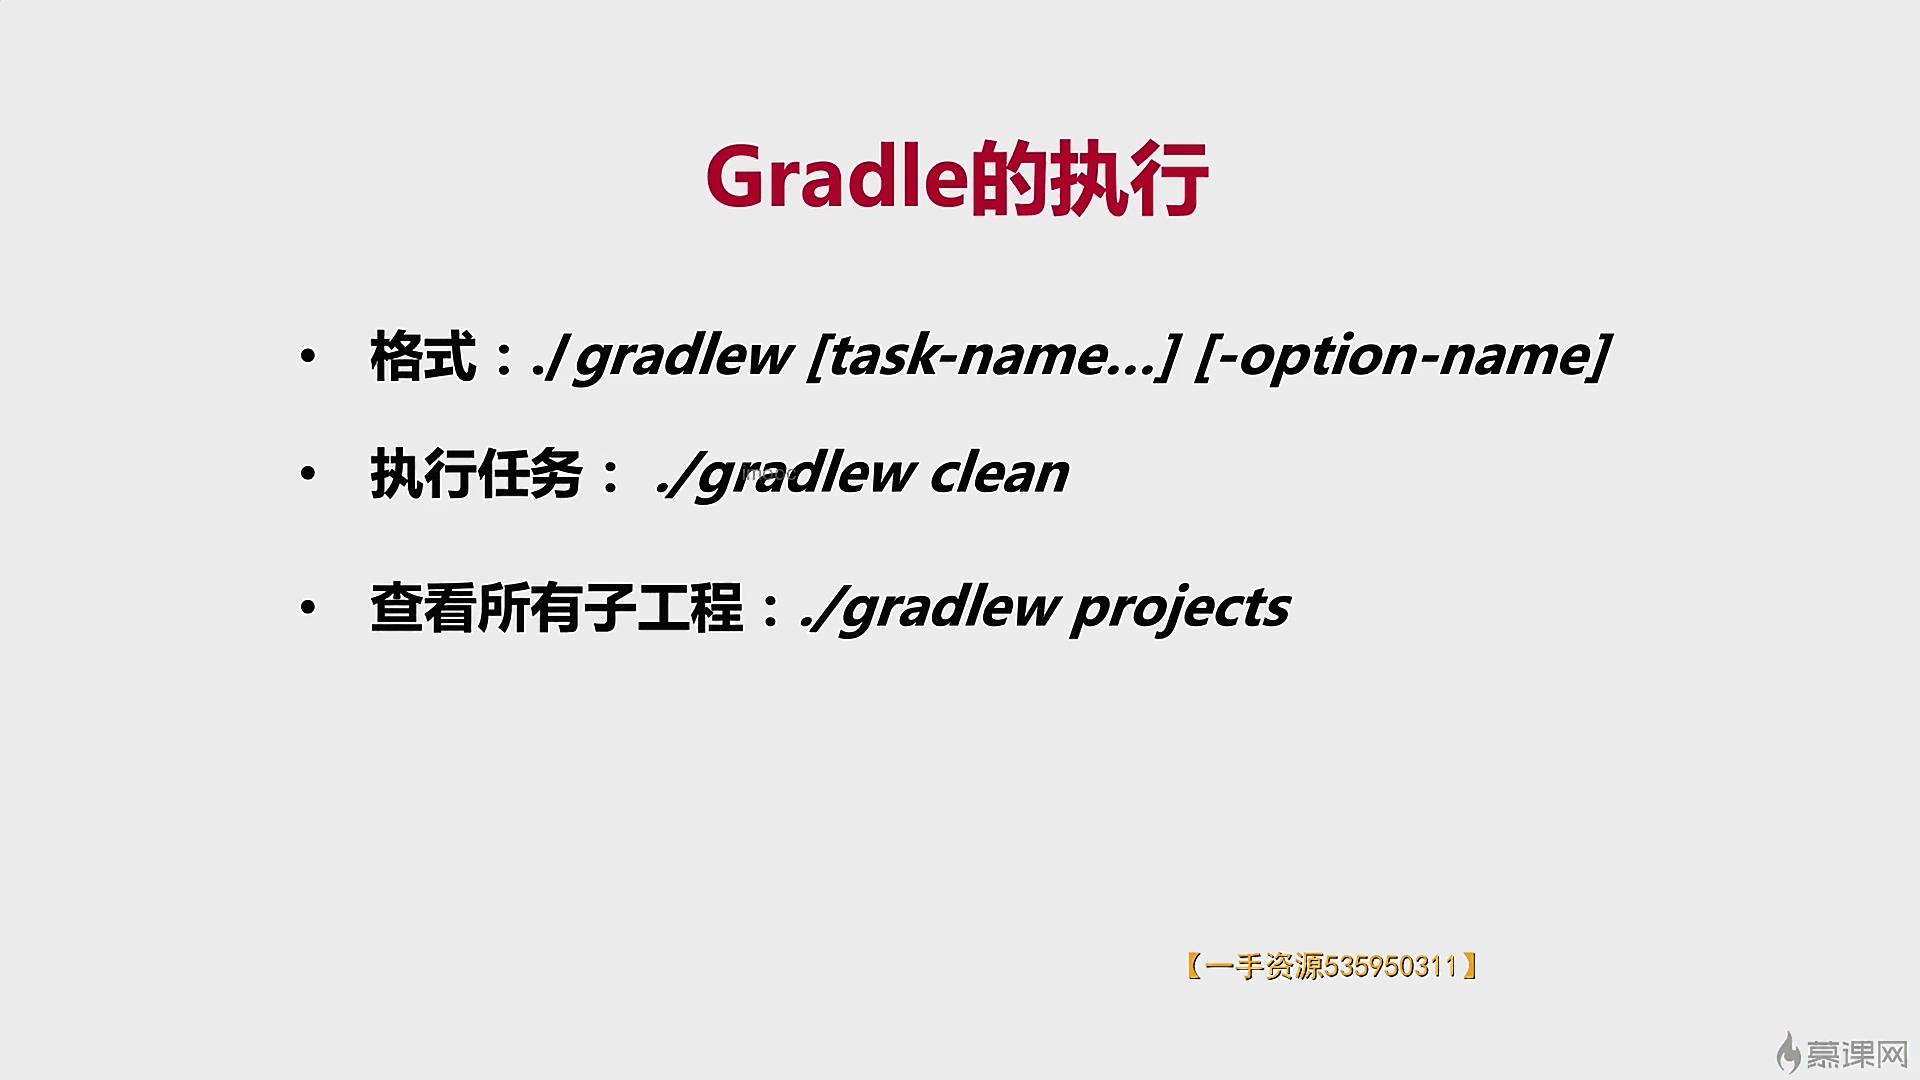 Gradle的执行
• 格式：./gradlew [task-name...] [-option-name]
• 执行任务： ./gradlew clean
imooc
• 查看所有子工程：./gradlew projects
【一手资源535950311】
慕课网